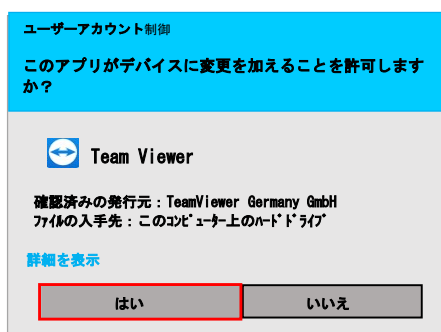 ユーザーアカウント制御
このアプリがデバイスに変更を加えることを許可します
か？
Team Viewer
確認済みの発行元：TeamViewer Germany GmbH
ﾌｧｲﾙの入手先：このｺﾝﾋﾟｭｰﾀｰ上のﾊｰﾄﾞﾄﾞﾗｲﾌﾞ
詳細を表示
はい
いいえ